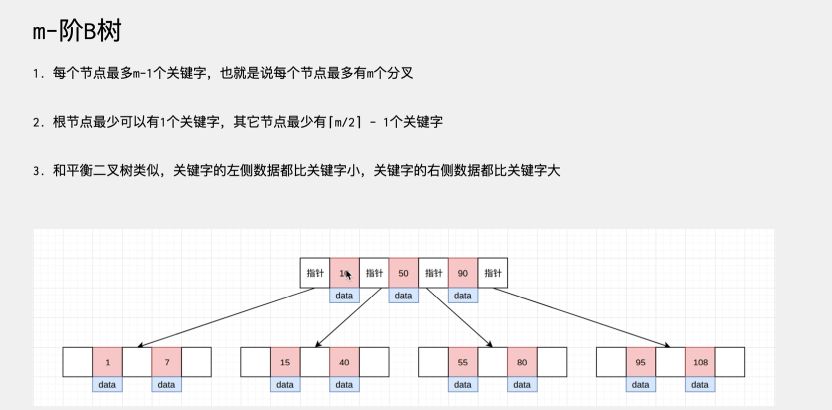 m-阶B树
1. 每个节点最多m-1个关键字，也就是说每个节点最多有m个分叉
2. 根节点最少可以有1个关键字，其它节点最少有⌈m/2⌉ - 1个关键字
3. 和平衡二叉树类似，关键字的左侧数据都比关键字小，关键字的右侧数据都比关键字大
指针 10 指针 50 指针 90 指针
data data data
1 7 15 40 55 80 95 108
data data data data data data data data